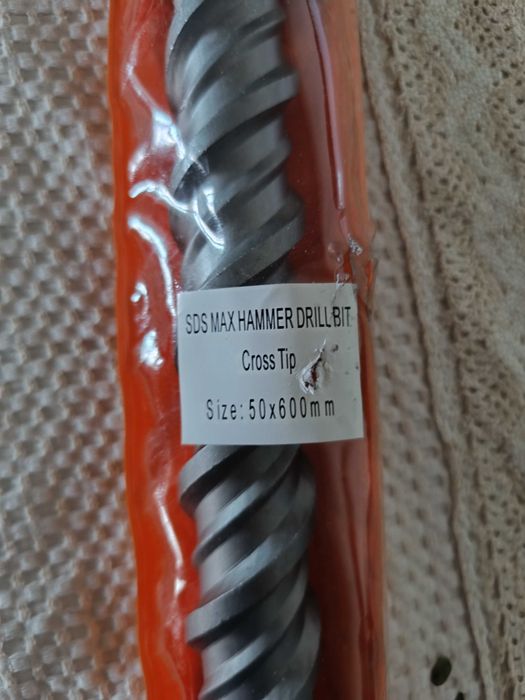 SDS MAX HAMMER DRILL BIT
Cross Tip
Size: 50x600mm